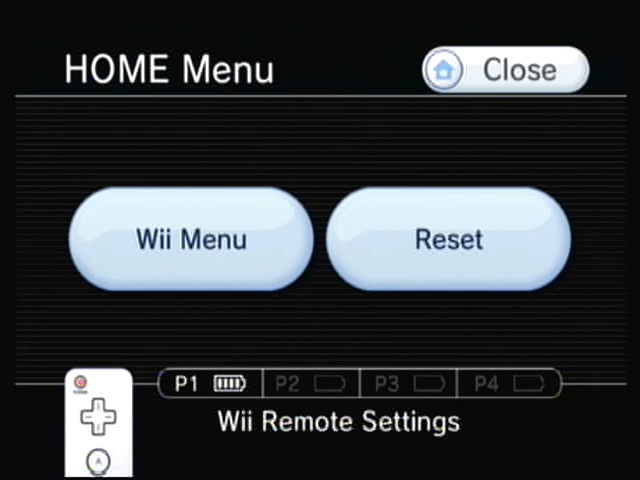 HOME Menu
Close
Wii Menu
Reset
P1 P2 P3 P4
Wii Remote Settings
A